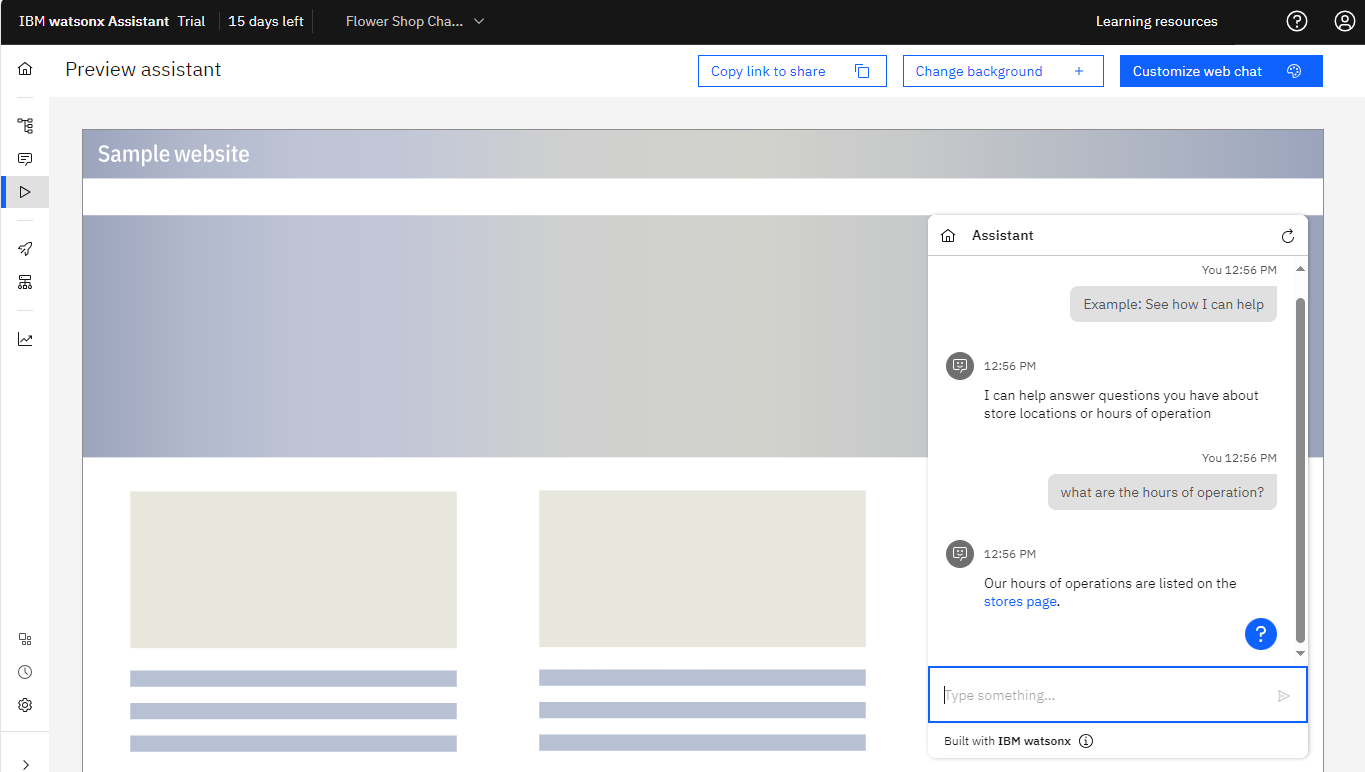 IBM watsonx Assistant Trial
15 days left
Flower Shop Cha...
Learning resources
Preview assistant
Copy link to share
Change background
Customize web chat
Sample website
Assistant
You 12:56 PM
Example: See how I can help
12:56 PM
I can help answer questions you have about
store locations or hours of operation
You 12:56 PM
what are the hours of operation?
12:56 PM
Our hours of operations are listed on the
stores page.
?
Type something...
Built with IBM watsonx